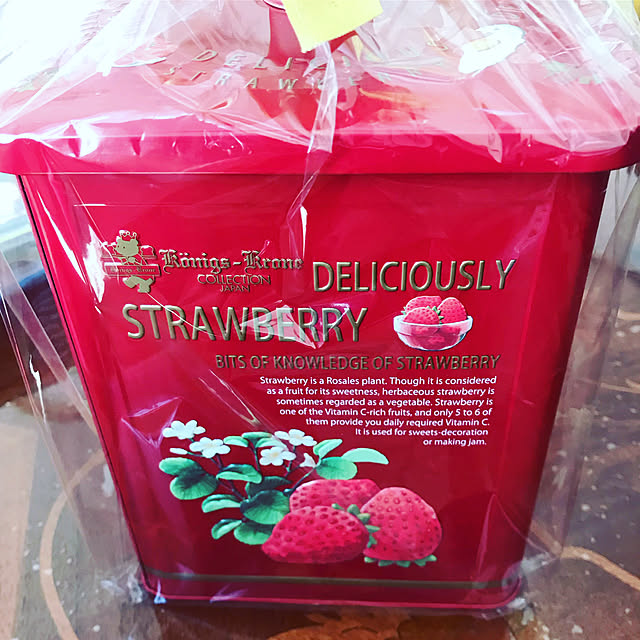 DELI
STRAW
Königs-Krone
COLLECTION
JAPAN
DELICIOUSLY
STRAWBERRY
BITS OF KNOWLEDGE OF STRAWBERRY
Strawberry is a Rosales plant. Though it is considered
as a fruit for its sweetness, herbaceous strawberry is
sometimes regarded as a vegetable. Strawberry is
one of the Vitamin C-rich fruits, and only 5 to 6 of
them provide you daily required Vitamin C.
It is used for sweets-decoration
or making jam.